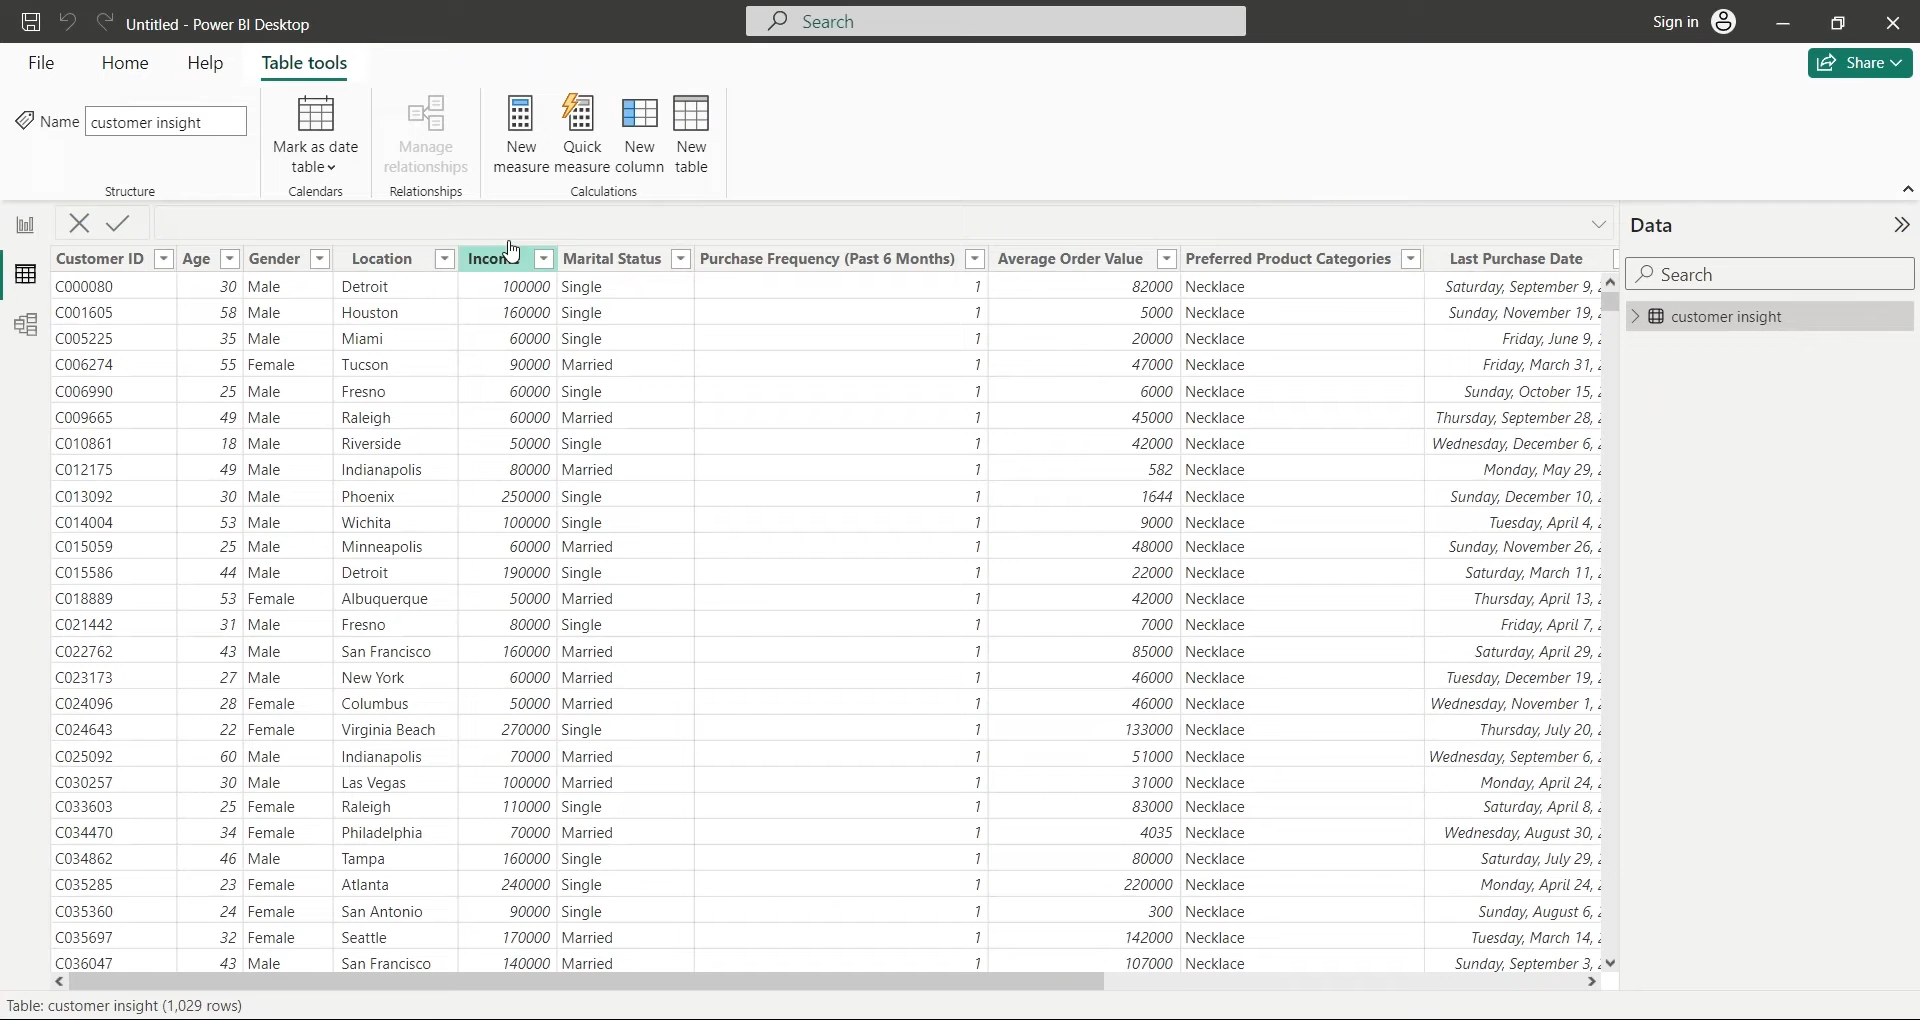 Untitled - Power BI Desktop
Search
Sign in
File
Home
Help
Table tools
Share
Name
customer insight
Mark as date
table
Manage
relationships
New
measure
Quick
measure
New
column
New
table
Structure
Calendars
Relationships
Calculations
Data
Search
customer insight
Customer ID Age Gender Location Marital Status Purchase Frequency (Past 6 Months) Average Order Value Preferred Product Categories Last Purchase Date
C000080 30 Male Detroit 100000 Single 1 82000 Necklace Saturday, September 9,
C001605 58 Male Houston 160000 Single 1 5000 Necklace Sunday, November 19,
C005225 35 Male Miami 60000 Single 1 20000 Necklace Friday, June 9,
C006274 55 Female Tucson 90000 Married 1 47000 Necklace Friday, March 31,
C006990 25 Male Fresno 60000 Single 1 6000 Necklace Sunday, October 15,
C009665 49 Male Raleigh 60000 Married 1 45000 Necklace Thursday, September 28,
C010861 18 Male Riverside 50000 Single 1 42000 Necklace Wednesday, December 6,
C012175 49 Male Indianapolis 80000 Married 1 582 Necklace Monday, May 29,
C013092 30 Male Phoenix 250000 Single 1 1644 Necklace Sunday, December 10,
C014004 53 Male Wichita 100000 Single 1 9000 Necklace Tuesday, April 4,
C015059 25 Male Minneapolis 60000 Married 1 48000 Necklace Sunday, November 26,
C015586 44 Male Detroit 190000 Single 1 22000 Necklace Saturday, March 11,
C018889 53 Female Albuquerque 50000 Married 1 42000 Necklace Thursday, April 13,
C021442 31 Male Fresno 80000 Single 1 7000 Necklace Friday, April 7,
C022762 43 Male San Francisco 160000 Married 1 85000 Necklace Saturday, April 29,
C023173 27 Male New York 60000 Married 1 46000 Necklace Tuesday, December 19,
C024096 28 Female Columbus 50000 Married 1 46000 Necklace Wednesday, November 1,
C024643 22 Female Virginia Beach 270000 Single 1 133000 Necklace Thursday, July 20,
C025092 60 Male Indianapolis 70000 Married 1 51000 Necklace Wednesday, September 6,
C030257 30 Male Las Vegas 100000 Married 1 31000 Necklace Monday, April 24,
C033603 25 Female Raleigh 110000 Single 1 83000 Necklace Saturday, April 8,
C034470 34 Female Philadelphia 70000 Married 1 4035 Necklace Wednesday, August 30,
C034862 46 Male Tampa 160000 Single 1 80000 Necklace Saturday, July 29,
C035285 23 Female Atlanta 240000 Single 1 220000 Necklace Monday, April 24,
C035360 24 Female San Antonio 90000 Single 1 300 Necklace Sunday, August 6,
C035697 32 Female Seattle 170000 Married 1 142000 Necklace Tuesday, March 14,
C036047 43 Male San Francisco 140000 Married 1 107000 Necklace Sunday, September 3,
Table: customer insight (1,029 rows)